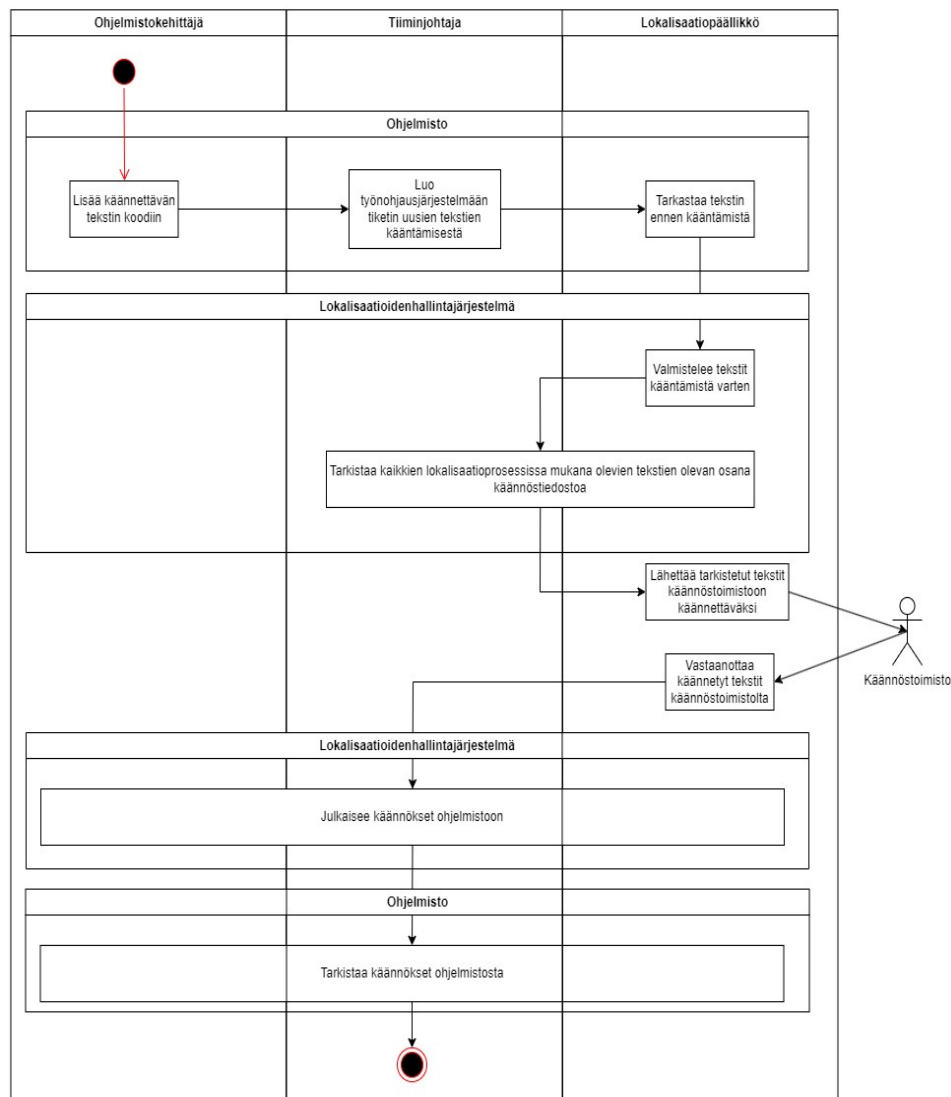 Ohjelmistokehittäjä
Tiiminjohtaja
Lokalisaatiopäällikkö
Ohjelmisto
Lisää käännettävän
tekstin koodiin
Luo
työnohjausjärjestelmään
tiketin uusien tekstien
kääntämisestä
Tarkastaa tekstin
ennen kääntämistä
Lokalisaatioidenhallintajärjestelmä
Valmistelee tekstit
kääntämistä varten
Tarkistaa kaikkien lokalisaatioprosessissa mukana olevien tekstien olevan osana
käännöstiedostoa
Lähettää tarkistetut tekstit
käännöstoimistoon
käännettäväksi
Käännöstoimisto
Vastaanottaa
käännetyt tekstit
käännöstoimistolta
Lokalisaatioidenhallintajärjestelmä
Julkaisee käännökset ohjelmistoon
Ohjelmisto
Tarkistaa käännökset ohjelmistosta